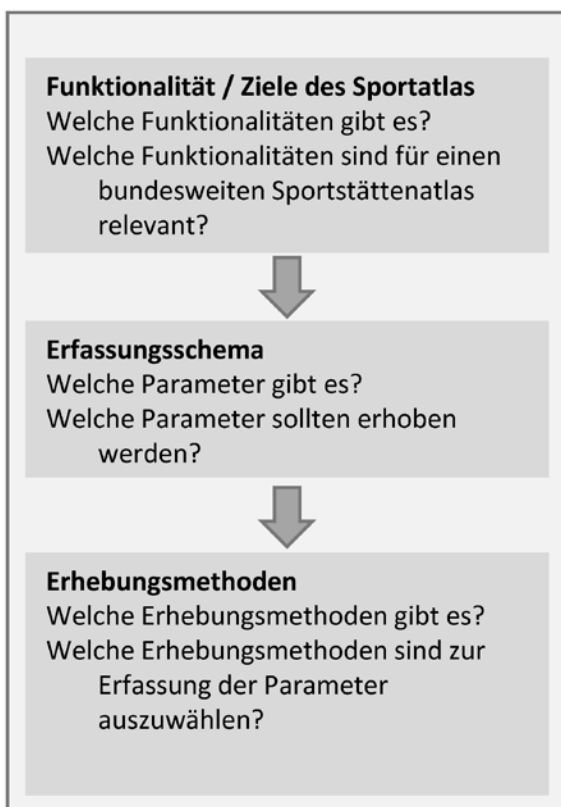 Funktionalität / Ziele des Sportatlas
Welche Funktionalitäten gibt es?
Welche Funktionalitäten sind für einen
bundesweiten Sportstättenatlas
relevant?
Erfassungsschema
Welche Parameter gibt es?
Welche Parameter sollten erhoben
werden?
Erhebungsmethoden
Welche Erhebungsmethoden gibt es?
Welche Erhebungsmethoden sind zur
Erfassung der Parameter
auszuwählen?